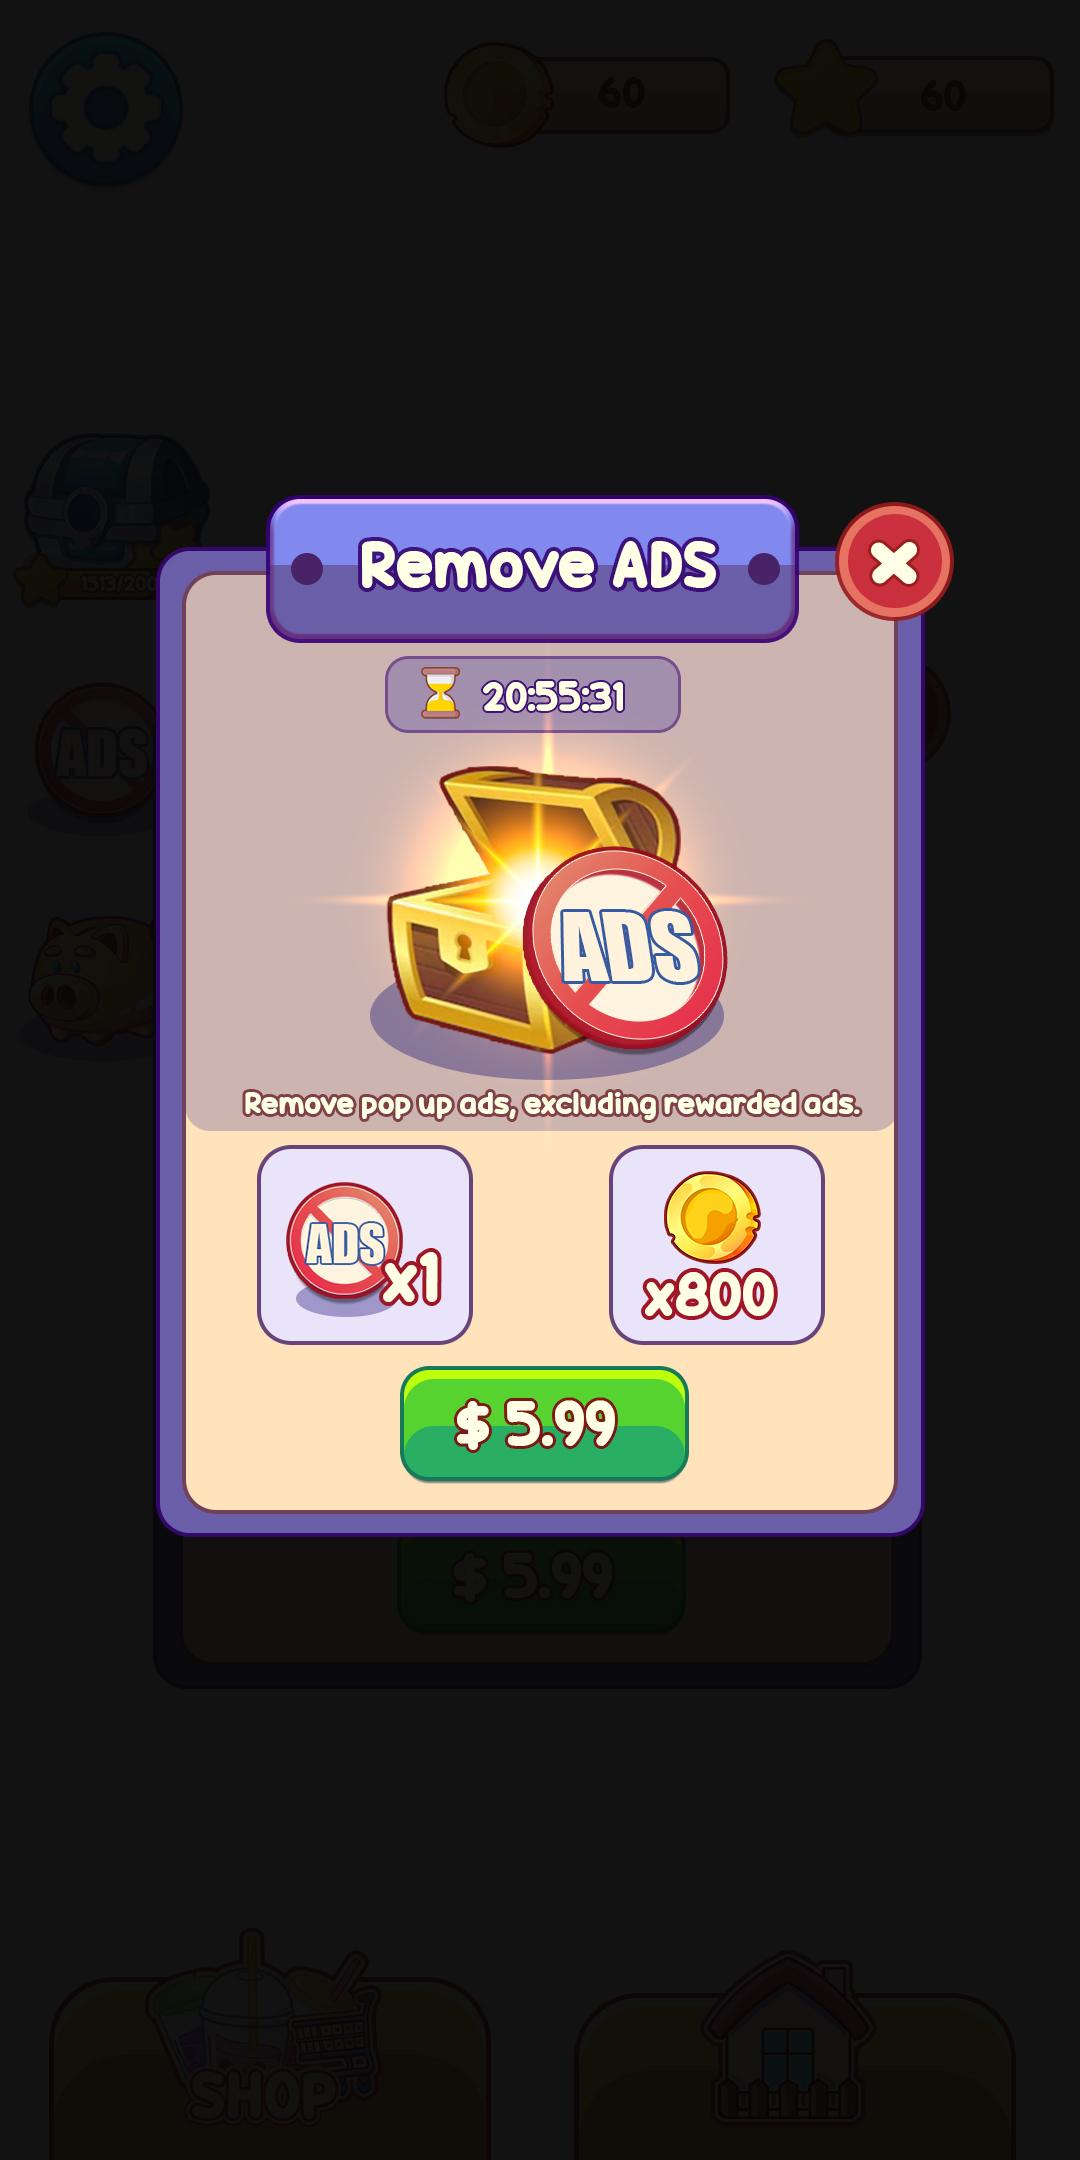 60
60
Remove ADS
20:55:31
ADS
ADS
Remove pop up ads, excluding rewarded ads.
ADS
x1
x800
$ 5.99
$ 5.99
SHOP